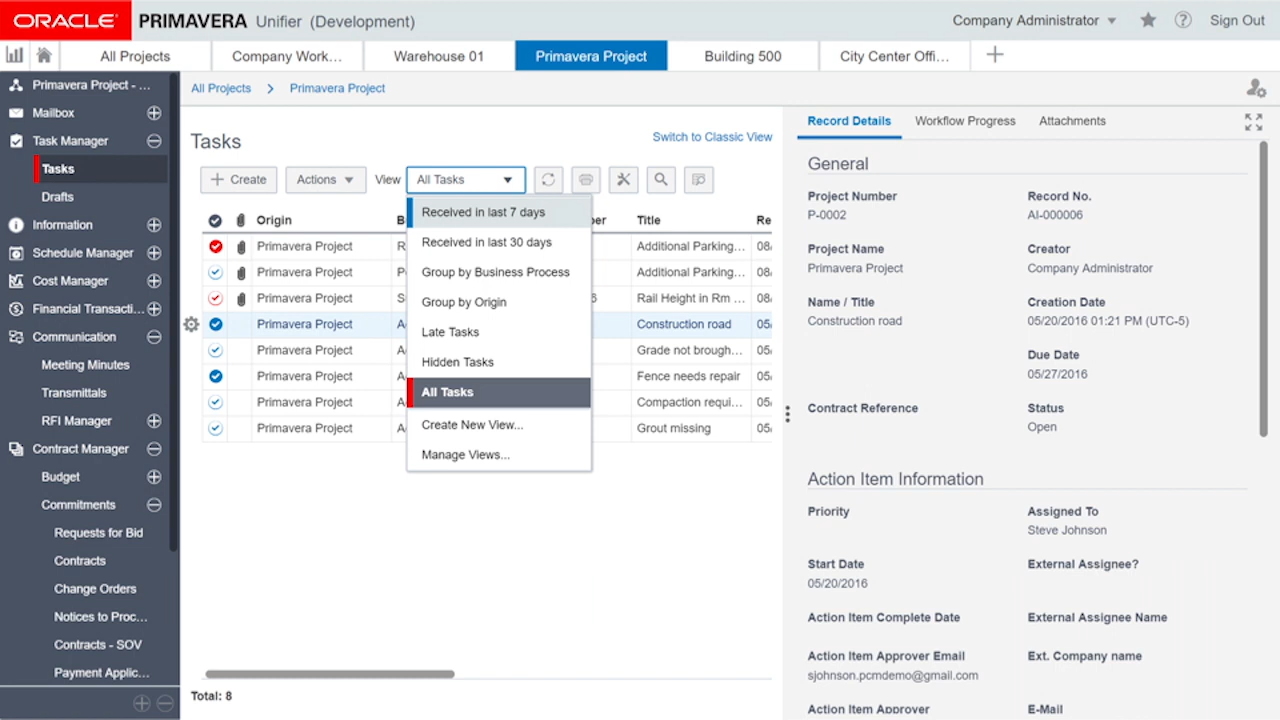 ORACLE PRIMAVERA Unifier (Development)
Company Administrator
Sign Out
All Projects
Company Work...
Warehouse 01
Primavera Project
Building 500
City Center Offi...
Primavera Project - ...
Mailbox
Task Manager
Tasks
Drafts
Information
Schedule Manager
Cost Manager
Financial Transacti...
Communication
Meeting Minutes
Transmittals
RFI Manager
Contract Manager
Budget
Commitments
Requests for Bid
Contracts
Change Orders
Notices to Proc...
Contracts - SOV
Payment Applic...
All Projects > Primavera Project
Tasks
Switch to Classic View
Create
Actions
View
All Tasks
Received in last 7 days
Received in last 30 days
Group by Business Process
Group by Origin
Late Tasks
Hidden Tasks
All Tasks
Create New View...
Manage Views...
Origin B ber Title Re
Primavera Project R Additional Parking... 08/
Primavera Project Additional Parking... 08/
Primavera Project S 6 Rail Height in Rm ... 08/
Primavera Project A Construction road 05/
Primavera Project A Grade not brough... 05/
Primavera Project A Fence needs repair 05/
Primavera Project A Compaction requi... 05/
Primavera Project A Grout missing 05/
Total: 8
Record Details
Workflow Progress
Attachments
General
Project Number
P-0002
Record No.
AI-000006
Project Name
Primavera Project
Creator
Company Administrator
Name / Title
Construction road
Creation Date
05/20/2016 01:21 PM (UTC-5)
Due Date
05/27/2016
Contract Reference
Status
Open
Action Item Information
Priority
Assigned To
Steve Johnson
Start Date
05/20/2016
External Assignee?
Action Item Complete Date
External Assignee Name
Action Item Approver Email
sjohnson.pcmdemo@gmail.com
Ext. Company name
Action Item Approver
E-Mail